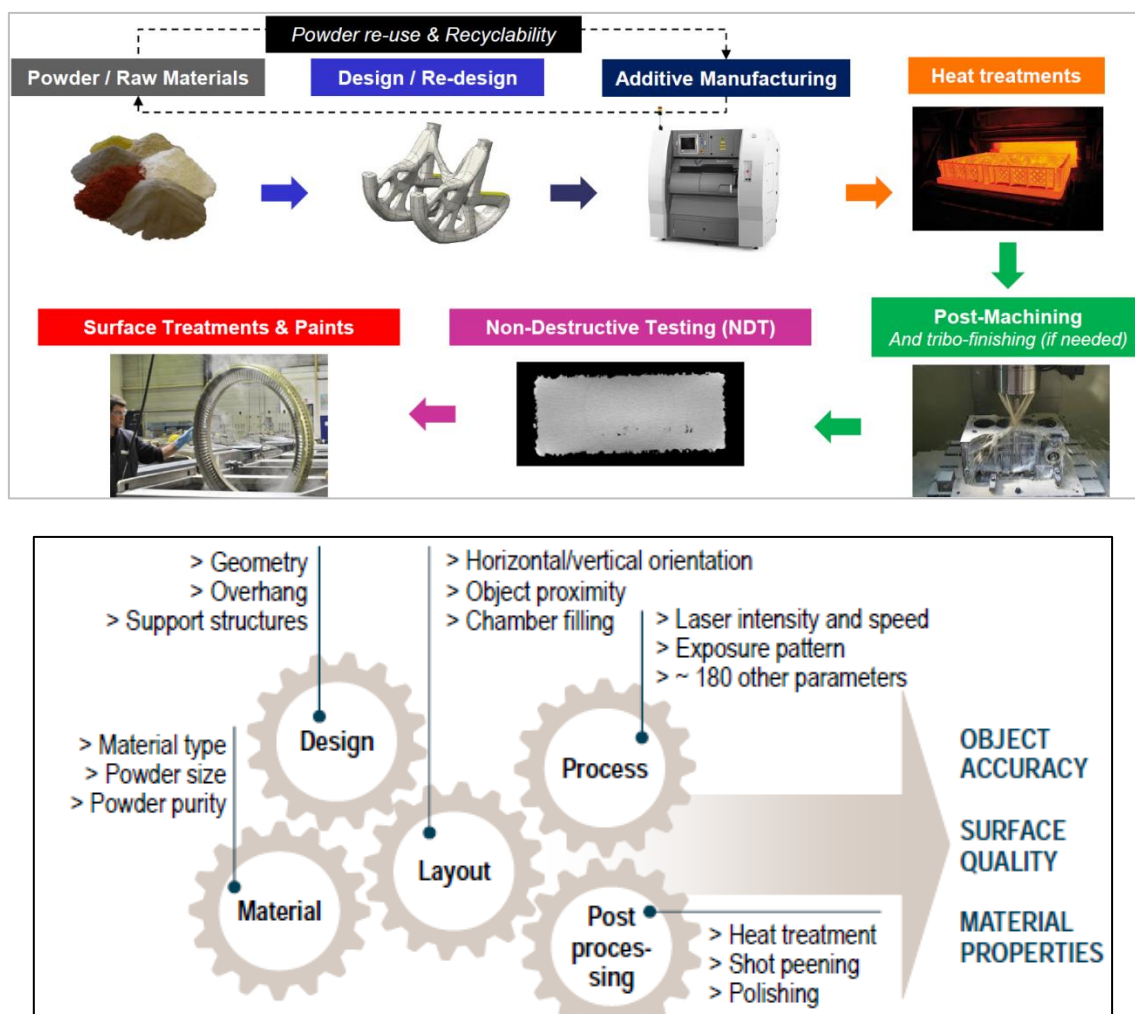 Powder re-use & Recyclability
Powder / Raw Materials
Design / Re-design
Additive Manufacturing
Heat treatments
Surface Treatments & Paints
Non-Destructive Testing (NDT)
Post-Machining
And tribo-finishing (if needed)
> Geometry
> Overhang
> Support structures
> Horizontal/vertical orientation
> Object proximity
> Chamber filling
> Laser intensity and speed
> Exposure pattern
> ~ 180 other parameters
> Material type
> Powder size
> Powder purity
Design
Process
Layout
Material
Post
proces-
sing
> Heat treatment
> Shot peening
> Polishing
OBJECT
ACCURACY
SURFACE
QUALITY
MATERIAL
PROPERTIES